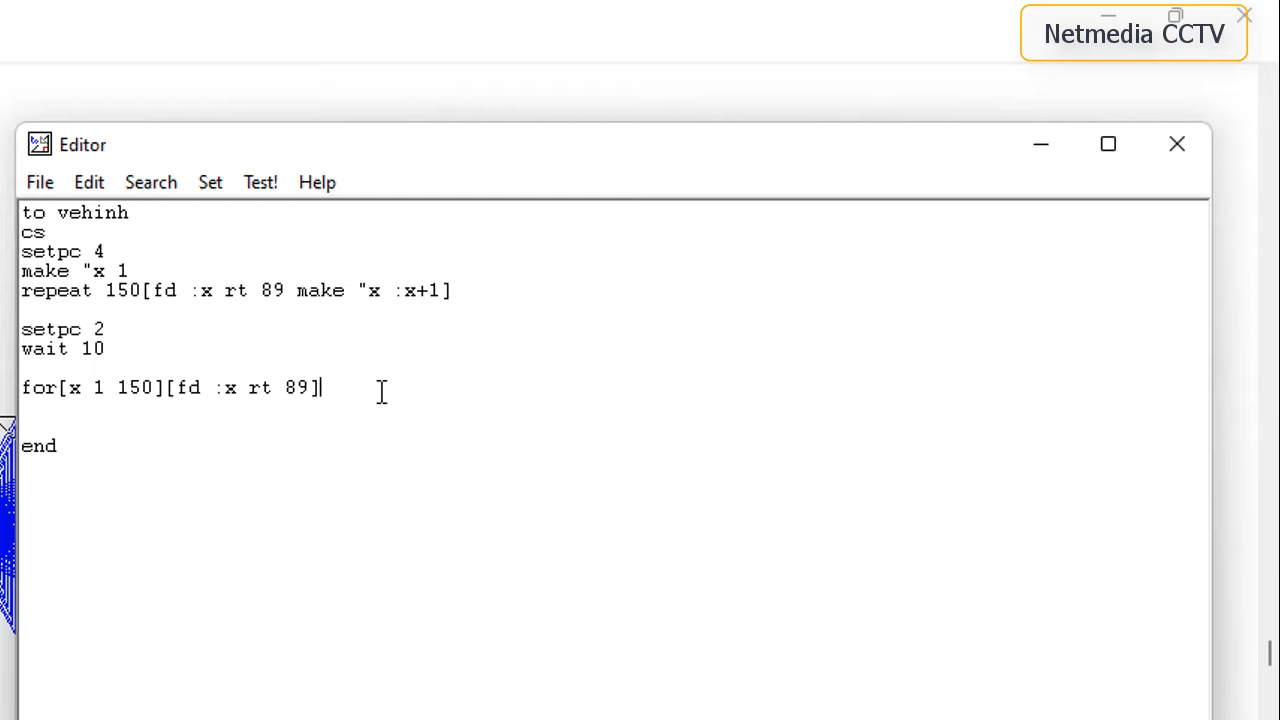 Netmedia CCTV
Editor
File Edit Search Set Test! Help
to vehinh
cs
setpc 4
make "x 1
repeat 150[fd :x rt 89 make "x :x+1]
setpc 2
wait 10
for[x 1 150][fd :x rt 89]
end